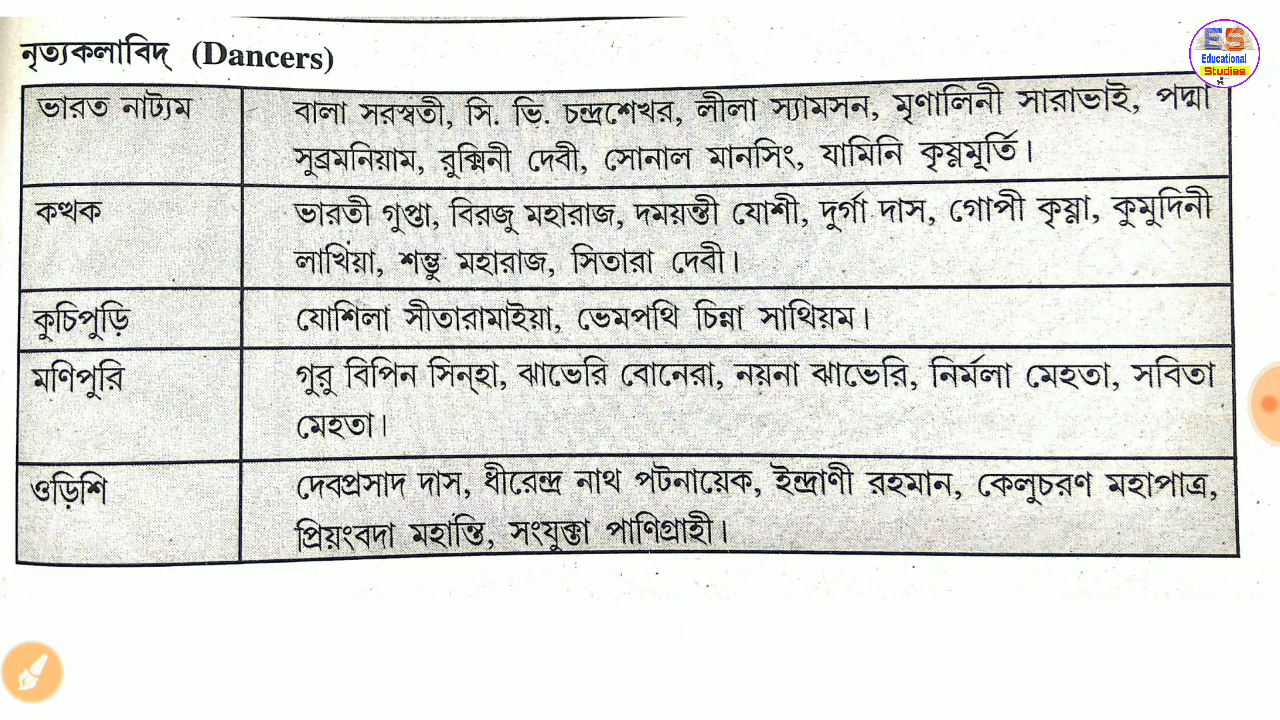 নৃত্যকলাবিদ্ (Dancers)
ES
Educational
Studies
ভারত নাট্যম
বালা সরস্বতী, সি. ভি. চন্দ্রশেখর, লীলা স্যামসন, মৃণালিনী সারাভাই, পদ্মা
সুব্রমনিয়াম, রুক্মিনী দেবী, সোনাল মানসিং, যামিনি কৃষ্ণমূর্তি।
কত্থক
ভারতী গুপ্তা, বিরজু মহারাজ, দময়ন্তী যোশী, দুর্গা দাস, গোপী কৃষ্ণা, কুমুদিনী
লাখিয়া, শম্ভু মহারাজ, সিতারা দেবী।
কুচিপুড়ি
যোশিলা সীতারামাইয়া, ভেমপথি চিন্না সাথিয়ম।
মণিপুরি
গুরু বিপিন সিন্‌হা, ঝাভেরি বোনেরা, নয়না ঝাভেরি, নির্মলা মেহতা, সবিতা
মেহতা।
ওড়িশি
দেবপ্রসাদ দাস, ধীরেন্দ্র নাথ পটনায়েক, ইন্দ্রাণী রহমান, কেলুচরণ মহাপাত্র,
প্রিয়ংবদা মহান্তি, সংযুক্তা পাণিগ্রাহী।